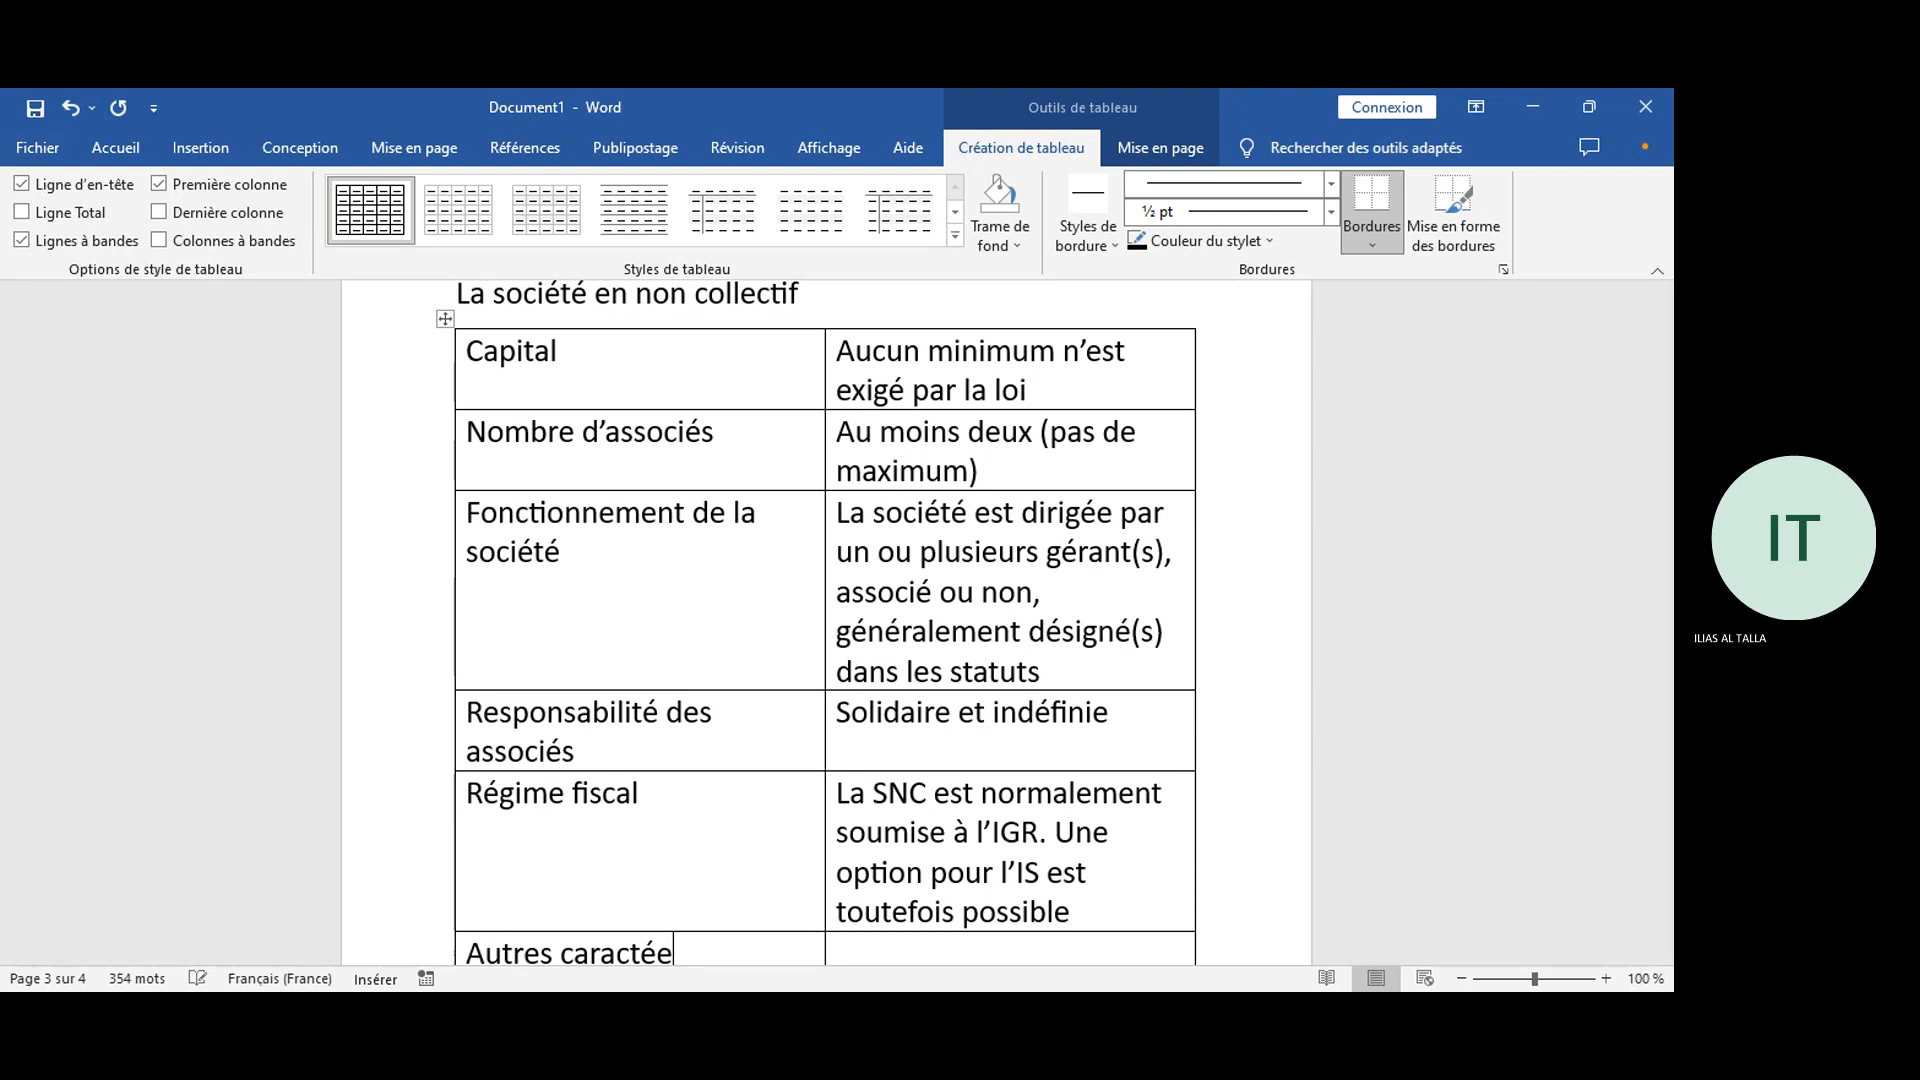 Document1 - Word
Outils de tableau
Connexion
Fichier
Accueil
Insertion
Conception
Mise en page
Références
Publipostage
Révision
Affichage
Aide
Création de tableau
Mise en page
Rechercher des outils adaptés
Ligne d'en-tête
Première colonne
Ligne Total
Dernière colonne
Lignes à bandes
Colonnes à bandes
Options de style de tableau
Styles de tableau
Trame de
fond
Styles de
bordure
½ pt
Couleur du stylet
Bordures
Mise en forme
des bordures
Bordures
La société en non collectif
Capital
Aucun minimum n’est
exigé par la loi
Nombre d’associés
Au moins deux (pas de
maximum)
Fonctionnement de la
société
La société est dirigée par
un ou plusieurs gérant(s),
associé ou non,
généralement désigné(s)
dans les statuts
Responsabilité des
associés
Solidaire et indéfinie
Régime fiscal
La SNC est normalement
soumise à l’IGR. Une
option pour l’IS est
toutefois possible
Autres caractée
Page 3 sur 4
354 mots
Français (France)
Insérer
100 %
IT
ILIAS AL TALLA